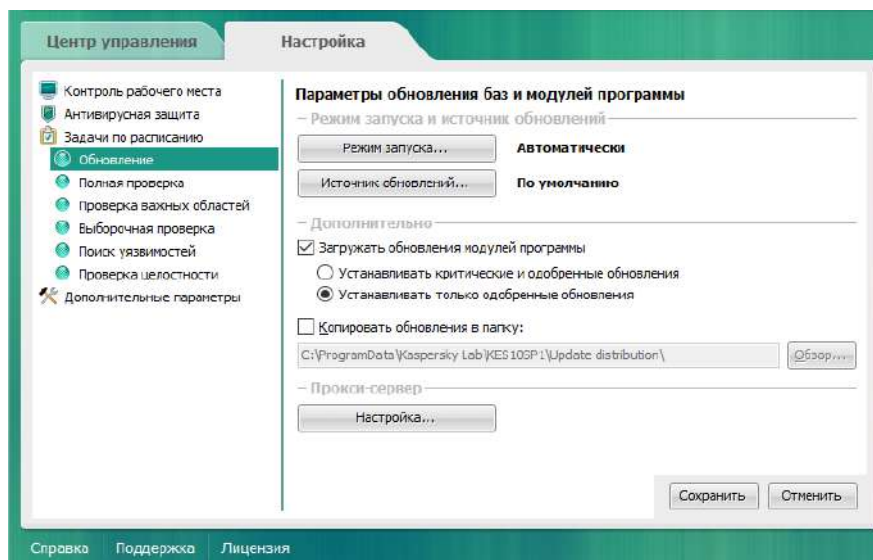 Центр управления
Настройка
Контроль рабочего места
Антивирусная защита
Задачи по расписанию
Обновление
Полная проверка
Проверка важных областей
Выборочная проверка
Поиск уязвимостей
Проверка целостности
Дополнительные параметры
Параметры обновления баз и модулей программы
Режим запуска и источник обновлений
Режим запуска... Автоматически
Источник обновлений... По умолчанию
Дополнительно
Загружать обновления модулей программы
Устанавливать критические и одобренные обновления
Устанавливать только одобренные обновления
Копировать обновления в папку:
C:\ProgramData\Kaspersky Lab\KES10SP1\Update distribution\ Обзор...
Прокси-сервер
Настройка...
Сохранить Отменить
Справка Поддержка Лицензия